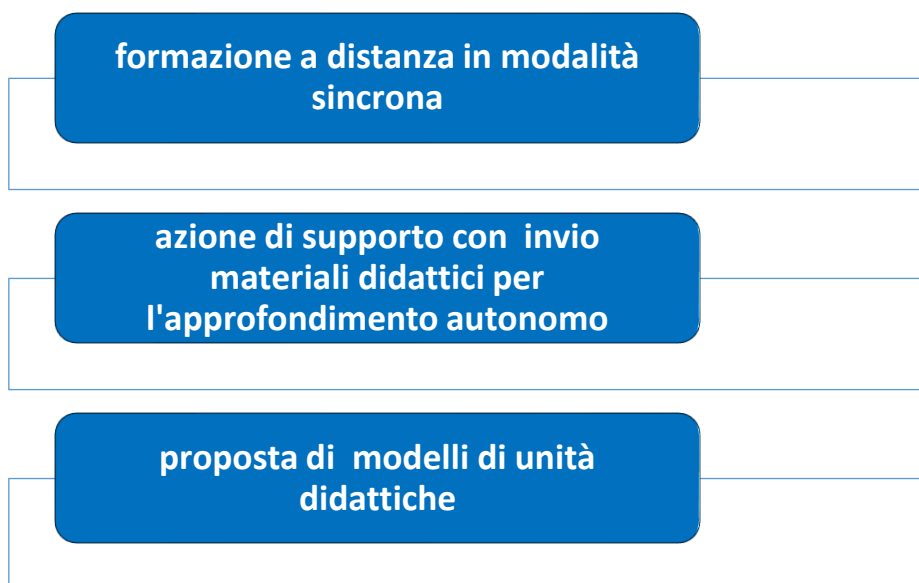 formazione a distanza in modalità
sincrona
azione di supporto con  invio
materiali didattici per
l'approfondimento autonomo
proposta di  modelli di unità
didattiche